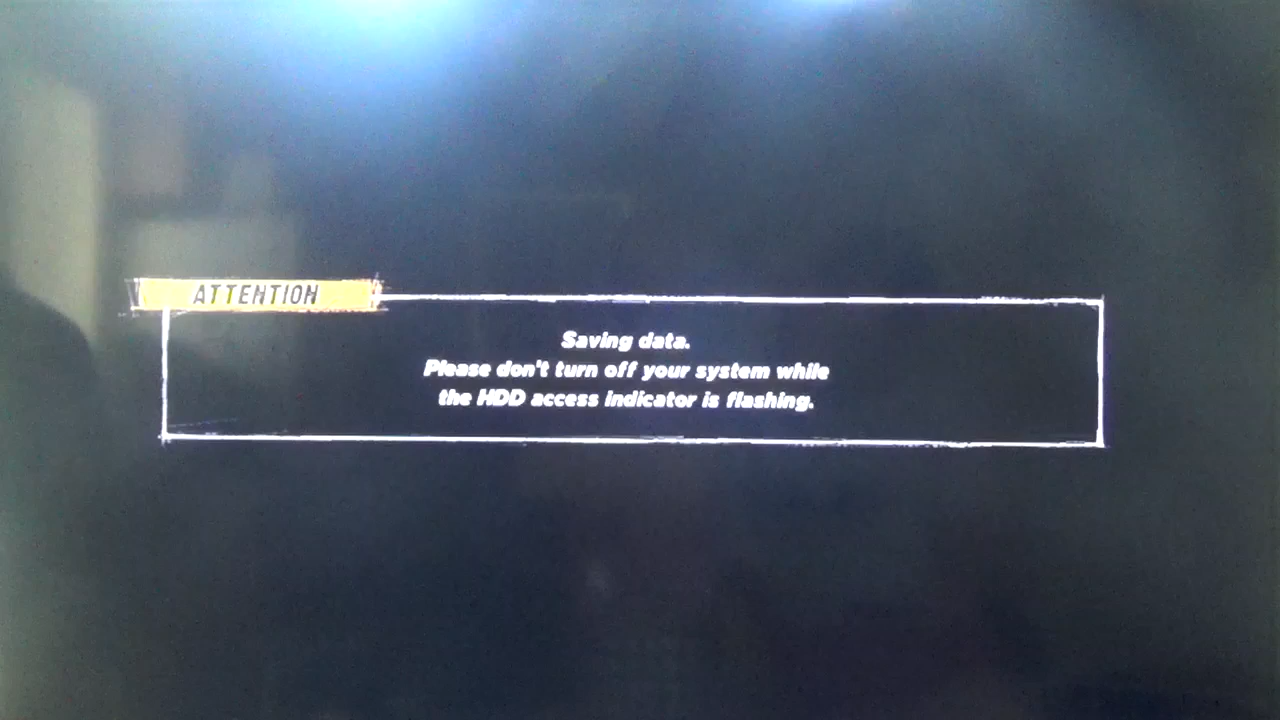 ATTENTION
Saving data.
Please don't turn off your system while
the HDD access indicator is flashing.